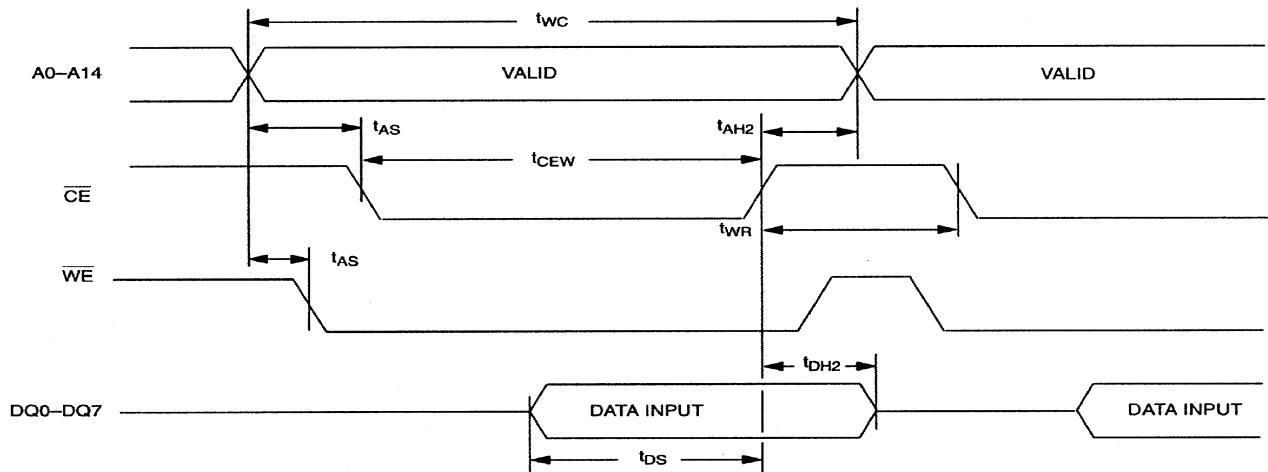 tWC
A0–A14 VALID VALID
tAS tAH2
tCEW
CE
tWR
tAS
WE
tDH2
DQ0–DQ7 DATA INPUT DATA INPUT
tDS